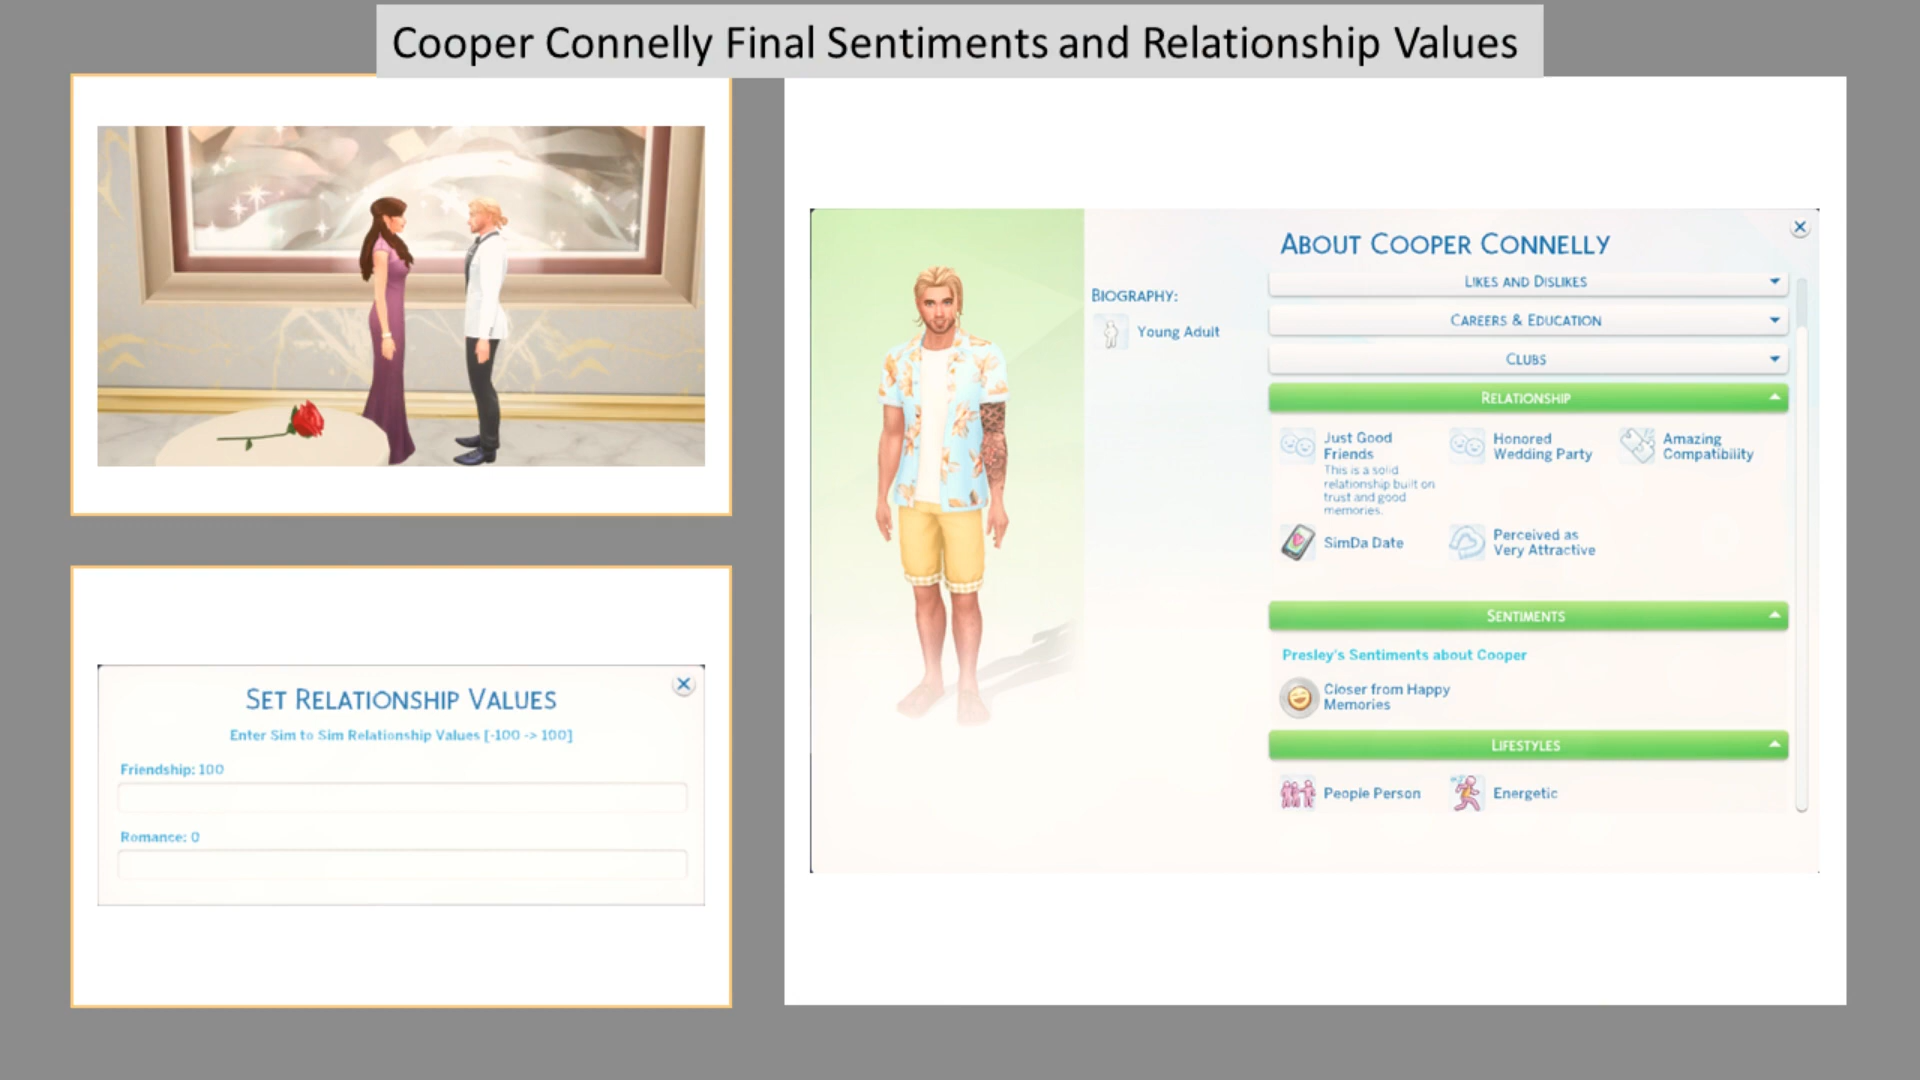 Cooper Connelly Final Sentiments and Relationship Values
SET RELATIONSHIP VALUES
Enter Sim to Sim Relationship Values [-100 -> 100]
Friendship: 100
Romance: 0
ABOUT COOPER CONNELLY
BIOGRAPHY:
Young Adult
LIKES AND DISLIKES
CAREERS & EDUCATION
CLUBS
RELATIONSHIP
Just Good
Friends
This is a solid
relationship built on
trust and good
memories.
Honored
Wedding Party
Amazing
Compatibility
SimDa Date
Perceived as
Very Attractive
SENTIMENTS
Presley's Sentiments about Cooper
Closer from Happy
Memories
LIFESTYLES
People Person
Energetic